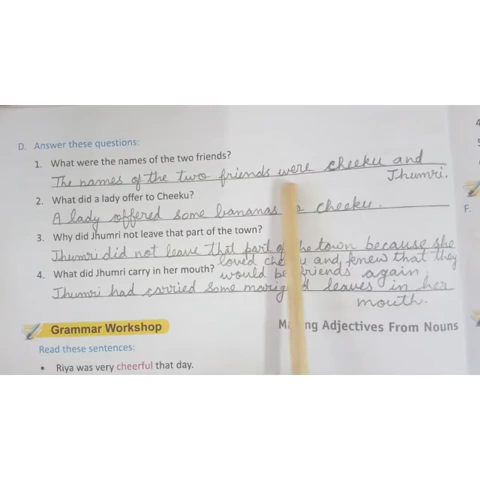 D. Answer these questions:
1. What were the names of the two friends?
The names of the two friends were cheeku and
Jhumri.
2. What did a lady offer to Cheeku?
A lady offered some bananas cheeku.
3. Why did Jhumri not leave that part of the town?
Jhumri did not leave that part of the town because she
loved and knew that they
4. What did Jhumri carry in her mouth? would be friends again.
Jhumri had carried some leaves in her
mouth.
F.
Grammar Workshop
Adjectives From Nouns
Read these sentences:
• Riya was very cheerful that day.